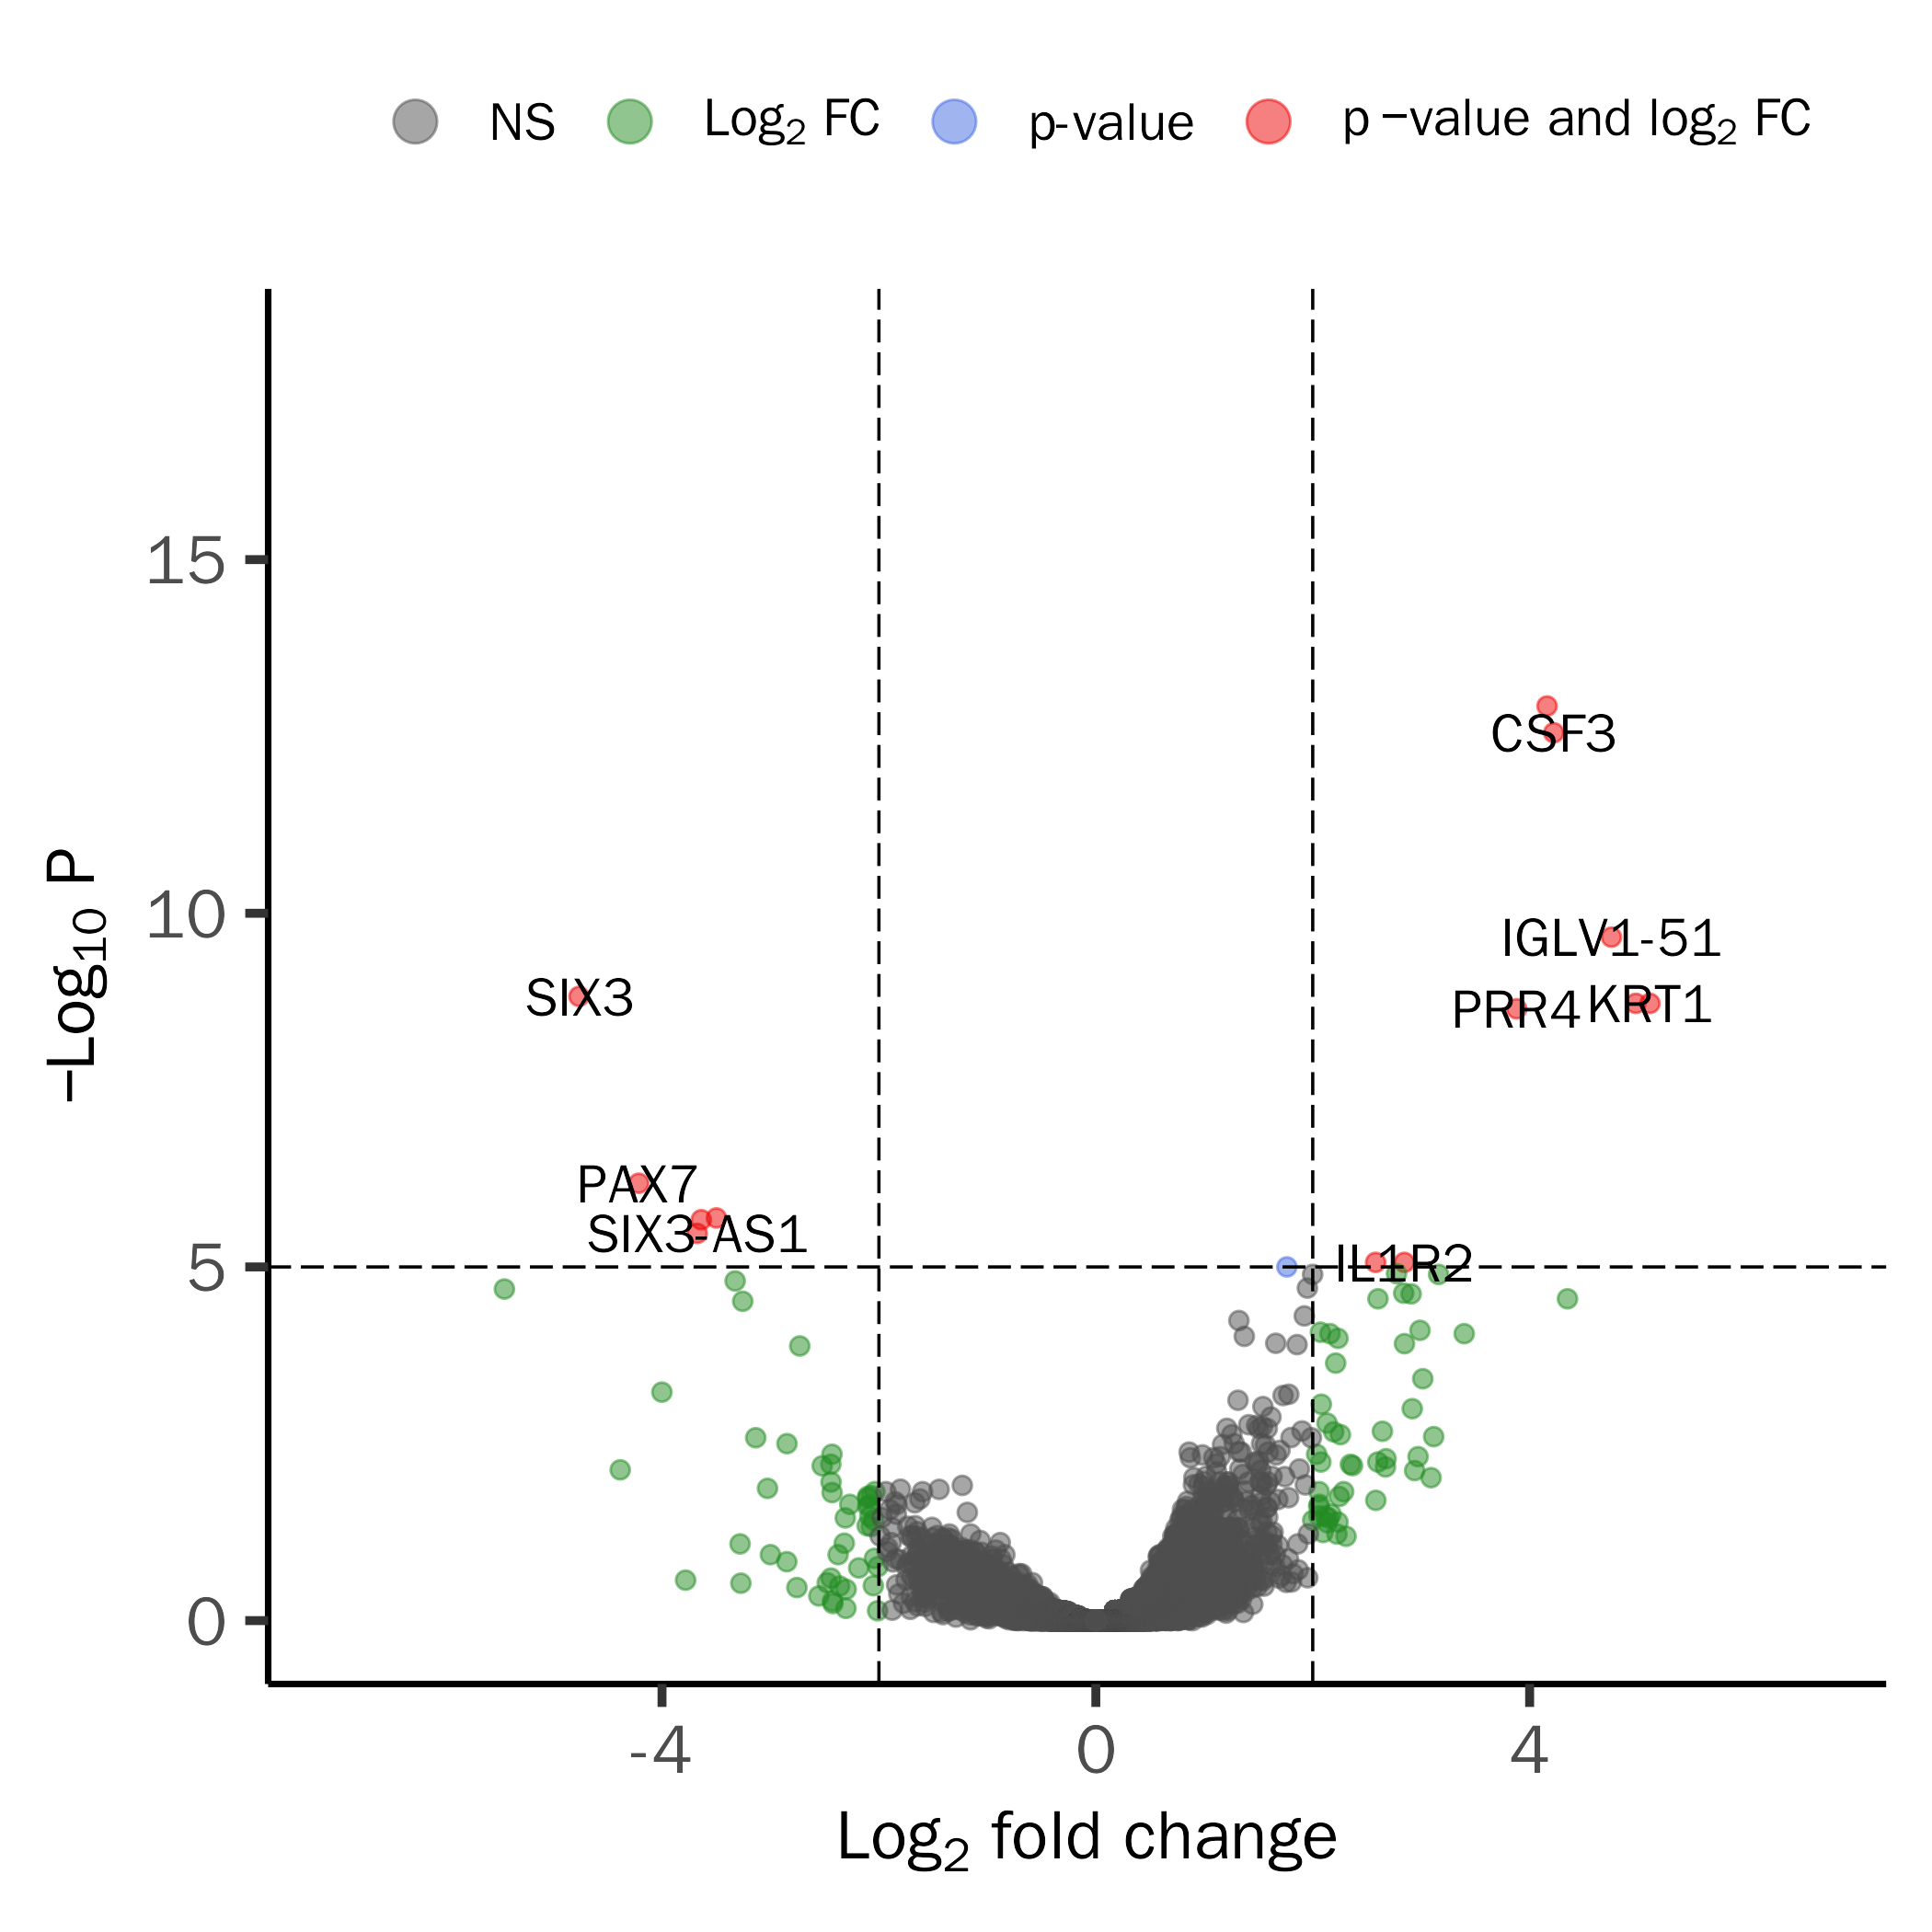 NS Log2 FC p-value p −value and log2 FC
15
CSF3
10
IGLV1-51
SIX3
PRR4 KRT1
PAX7
SIX3-AS1
5
IL1R2
0
-4 0 4
Log2 fold change
−Log10 P